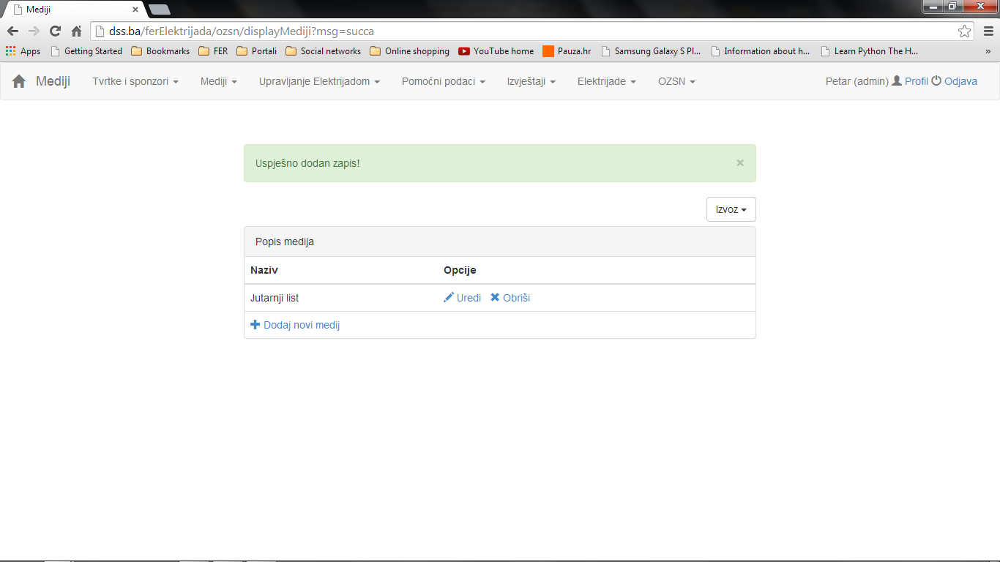 Mediji
dss.ba/ferElektrijada/ozsn/displayMediji?msg=succa
Apps Getting Started Bookmarks FER Portali Social networks Online shopping YouTube home Pauza.hr Samsung Galaxy S Pl... Information about h... Learn Python The H... »
Mediji Tvrtke i sponzori Mediji Upravljanje Elektrijadom Pomoćni podaci Izvještaji Elektrijade OZSN Petar (admin) Profil Odjava
Uspješno dodan zapis! ×
Izvoz
Popis medija
Naziv Opcije
Jutarnji list Uredi Obriši
Dodaj novi medij